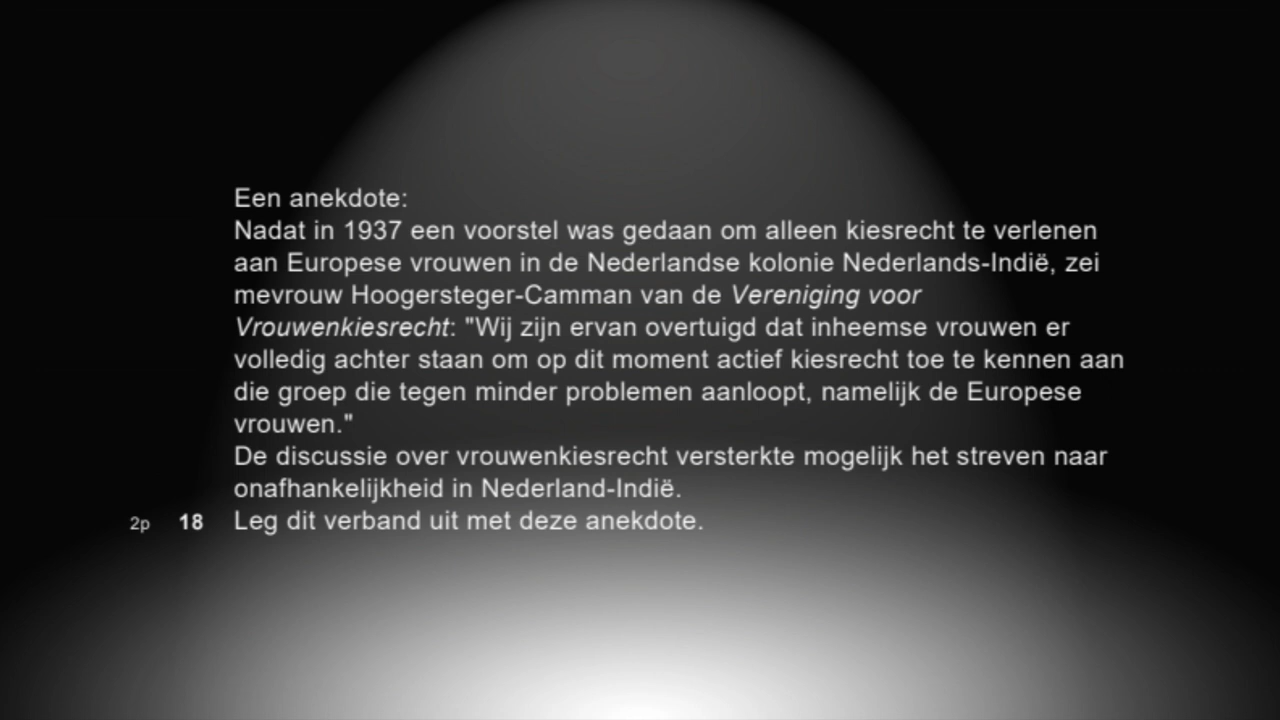 Een anekdote:
Nadat in 1937 een voorstel was gedaan om alleen kiesrecht te verlenen
aan Europese vrouwen in de Nederlandse kolonie Nederlands-Indië, zei
mevrouw Hoogersteger-Camman van de Vereniging voor
Vrouwenkiesrecht: "Wij zijn ervan overtuigd dat inheemse vrouwen er
volledig achter staan om op dit moment actief kiesrecht toe te kennen aan
die groep die tegen minder problemen aanloopt, namelijk de Europese
vrouwen."
De discussie over vrouwenkiesrecht versterkte mogelijk het streven naar
onafhankelijkheid in Nederland-Indië.
2p 18 Leg dit verband uit met deze anekdote.